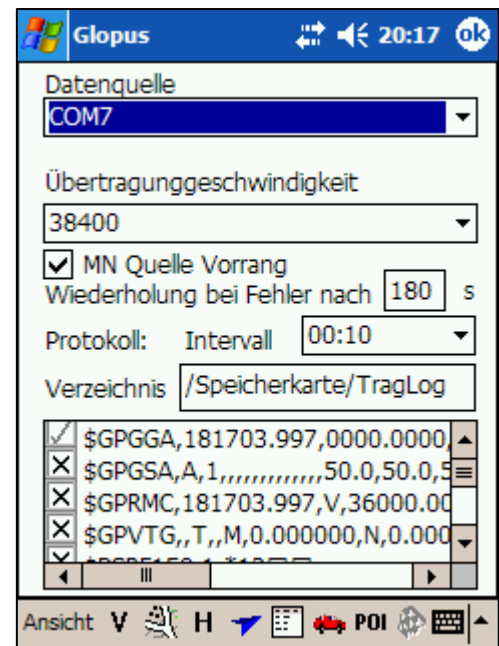 Glopus 20:17 ok
Datenquelle
COM7
Übertragunggeschwindigkeit
38400
MN Quelle Vorrang
Wiederholung bei Fehler nach 180 s
Protokoll: Intervall 00:10
Verzeichnis /Speicherkarte/TragLog
$GPGGA,181703.997,0000.0000,
$GPGSA,A,1,,,,,,,,,,,,,50.0,50.0,5
$GPRMC,181703.997,V,36000.00
$GPVTG,,T,,M,0.000000,N,0.000
Ansicht V H POI